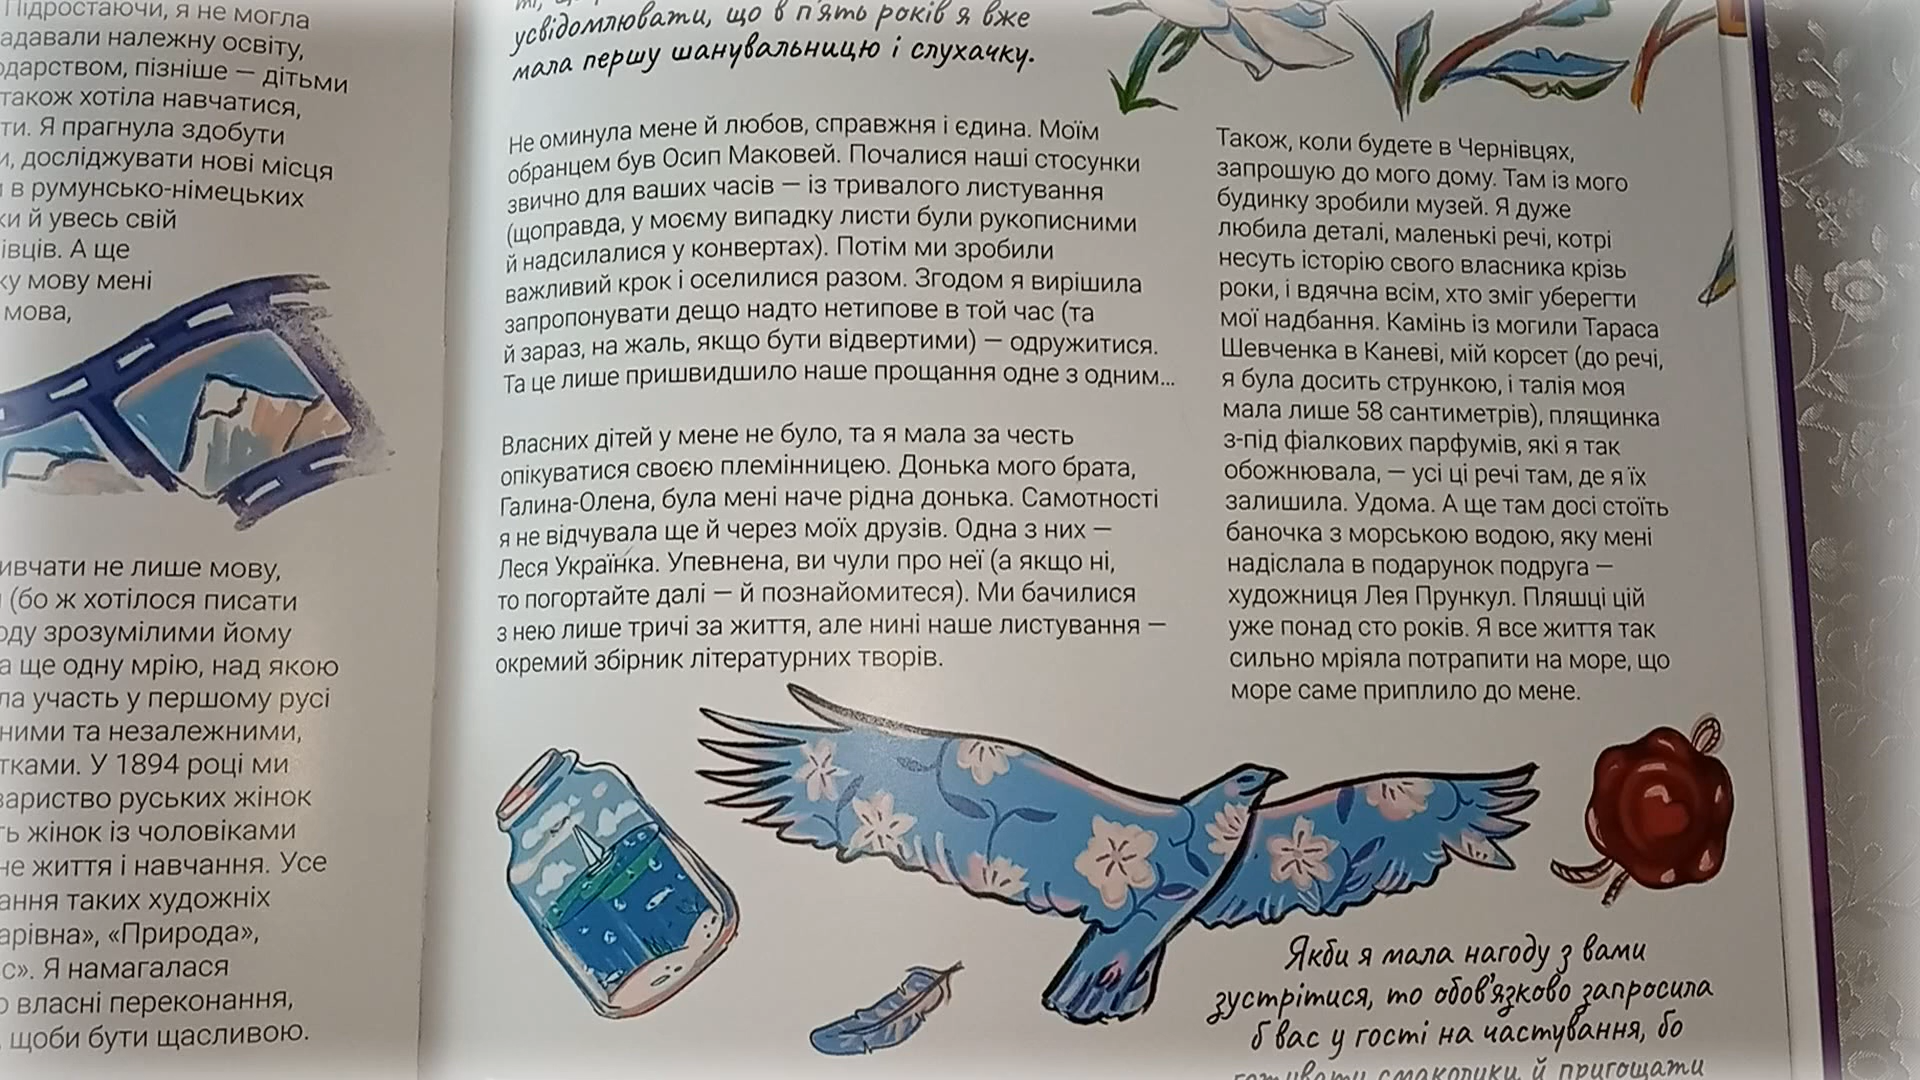 Підростаючи, я не могла
адавали належну освіту,
одарством, пізніше — дітьми
також хотіла навчатися,
ти. Я прагнула здобути
и, досліджувати нові місця
в румунсько-німецьких
ки й увесь свій
івців. А ще
ку мову мені
мова,
ивчати не лише мову,
(бо ж хотілося писати
оду зрозумілими йому
а ще одну мрію, над якою
ла участь у першому русі
ними та незалежними,
тками. У 1894 році ми
вариство руських жінок
ть жінок із чоловіками
не життя і навчання. Усе
ання таких художніх
арівна», «Природа»,
с». Я намагалася
о власні переконання,
щоби бути щасливою.
усвідомлювати, що в п'ять років я вже
мала першу шанувальницю і слухачку.
Не оминула мене й любов, справжня і єдина. Моїм
обранцем був Осип Маковей. Почалися наші стосунки
звично для ваших часів — із тривалого листування
(щоправда, у моєму випадку листи були рукописними
й надсилалися у конвертах). Потім ми зробили
важливий крок і оселилися разом. Згодом я вирішила
запропонувати дещо надто нетипове в той час (та
й зараз, на жаль, якщо бути відвертими) — одружитися.
Та це лише пришвидшило наше прощання одне з одним...
Власних дітей у мене не було, та я мала за честь
опікуватися своєю племінницею. Донька мого брата,
Галина-Олена, була мені наче рідна донька. Самотності
я не відчувала ще й через моїх друзів. Одна з них —
Леся Українка. Упевнена, ви чули про неї (а якщо ні,
то погортайте далі — й познайомитеся). Ми бачилися
з нею лише тричі за життя, але нині наше листування —
окремий збірник літературних творів.
Також, коли будете в Чернівцях,
запрошую до мого дому. Там із мого
будинку зробили музей. Я дуже
любила деталі, маленькі речі, котрі
несуть історію свого власника крізь
роки, і вдячна всім, хто зміг уберегти
мої надбання. Камінь із могили Тараса
Шевченка в Каневі, мій корсет (до речі,
я була досить стрункою, і талія моя
мала лише 58 сантиметрів), плящинка
з-під фіалкових парфумів, які я так
обожнювала, — усі ці речі там, де я їх
залишила. Удома. А ще там досі стоїть
баночка з морською водою, яку мені
надіслала в подарунок подруга —
художниця Лея Прункул. Пляшці цій
уже понад сто років. Я все життя так
сильно мріяла потрапити на море, що
море саме приплило до мене.
Якби я мала нагоду з вами
зустрітися, то обов'язково запросила
б вас у гості на частування, бо
готувати смаколики й пригощати